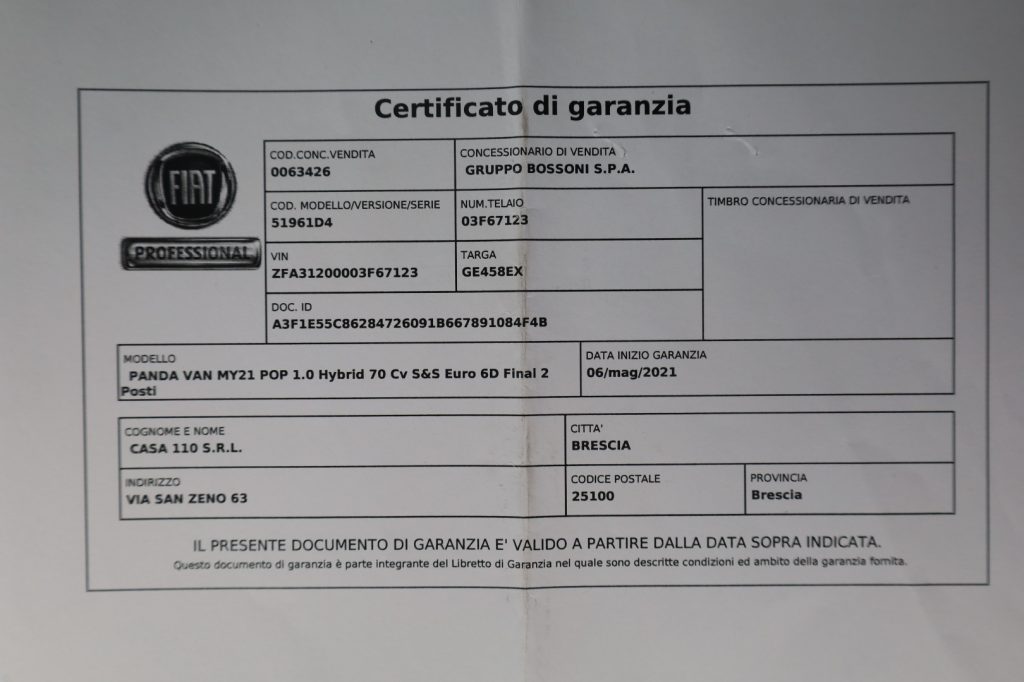 Certificato di garanzia
FIAT
PROFESSIONAL
COD.CONC.VENDITA
0063426
CONCESSIONARIO DI VENDITA
GRUPPO BOSSONI S.P.A.
COD. MODELLO/VERSIONE/SERIE
51961D4
NUM.TELAIO
03F67123
TIMBRO CONCESSIONARIA DI VENDITA
VIN
ZFA31200003F67123
TARGA
GE458EX
DOC. ID
A3F1E55C86284726091B667891084F4B
MODELLO
PANDA VAN MY21 POP 1.0 Hybrid 70 Cv S&S Euro 6D Final 2
Posti
DATA INIZIO GARANZIA
06/mag/2021
COGNOME E NOME
CASA 110 S.R.L.
CITTA'
BRESCIA
INDIRIZZO
VIA SAN ZENO 63
CODICE POSTALE
25100
PROVINCIA
Brescia
IL PRESENTE DOCUMENTO DI GARANZIA E' VALIDO A PARTIRE DALLA DATA SOPRA INDICATA.
Questo documento di garanzia è parte integrante del Libretto di Garanzia nel quale sono descritte condizioni ed ambito della garanzia fornita.